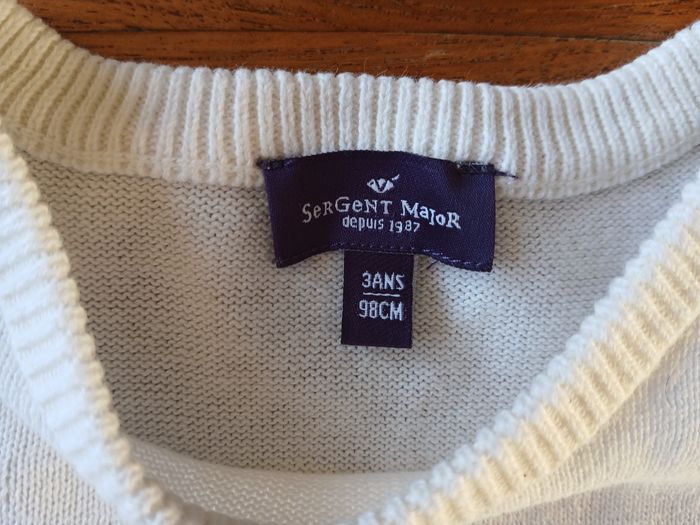 SeRGeNT MaJoR
depuis 1987
3ANS
98CM